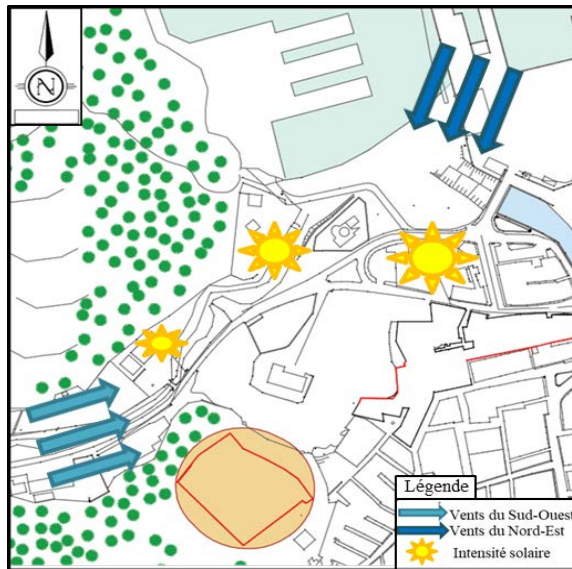 N
Légende
Vents du Sud-Ouest
Vents du Nord-Est
Intensité solaire